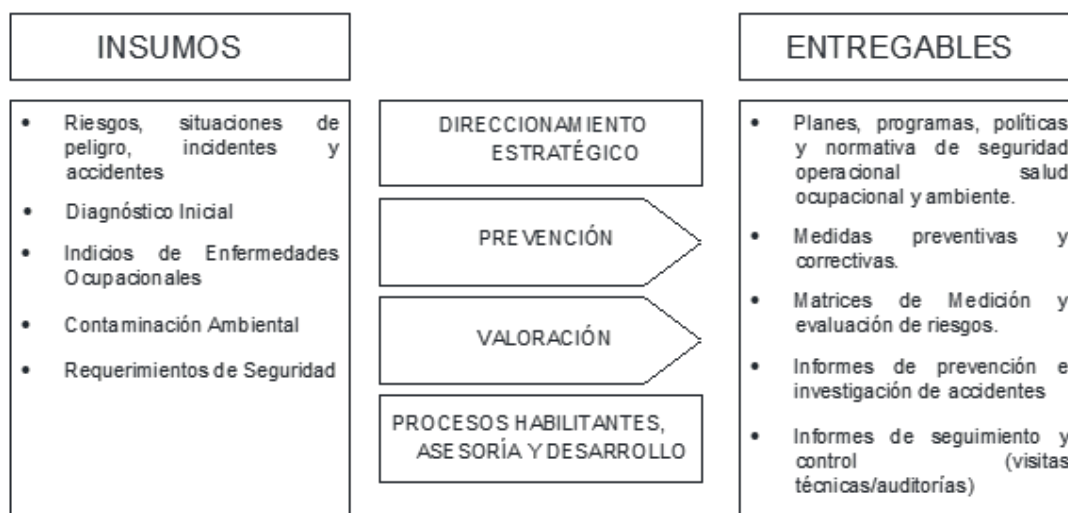 INSUMOS
• Riesgos, situaciones de
peligro, incidentes y
accidentes
• Diagnóstico Inicial
• Indicios de Enfermedades
Ocupacionales
• Contaminación Ambiental
• Requerimientos de Seguridad
DIRECCIONAMIENTO
ESTRATÉGICO
PREVENCIÓN
VALORACIÓN
PROCESOS HABILITANTES,
ASESORÍA Y DESARROLLO
ENTREGABLES
• Planes, programas, políticas
y normativa de seguridad
operacional salud
ocupacional y ambiente.
• Medidas preventivas y
correctivas.
• Matrices de Medición y
evaluación de riesgos.
• Informes de prevención e
investigación de accidentes
• Informes de seguimiento y
control (visitas
técnicas/auditorías)